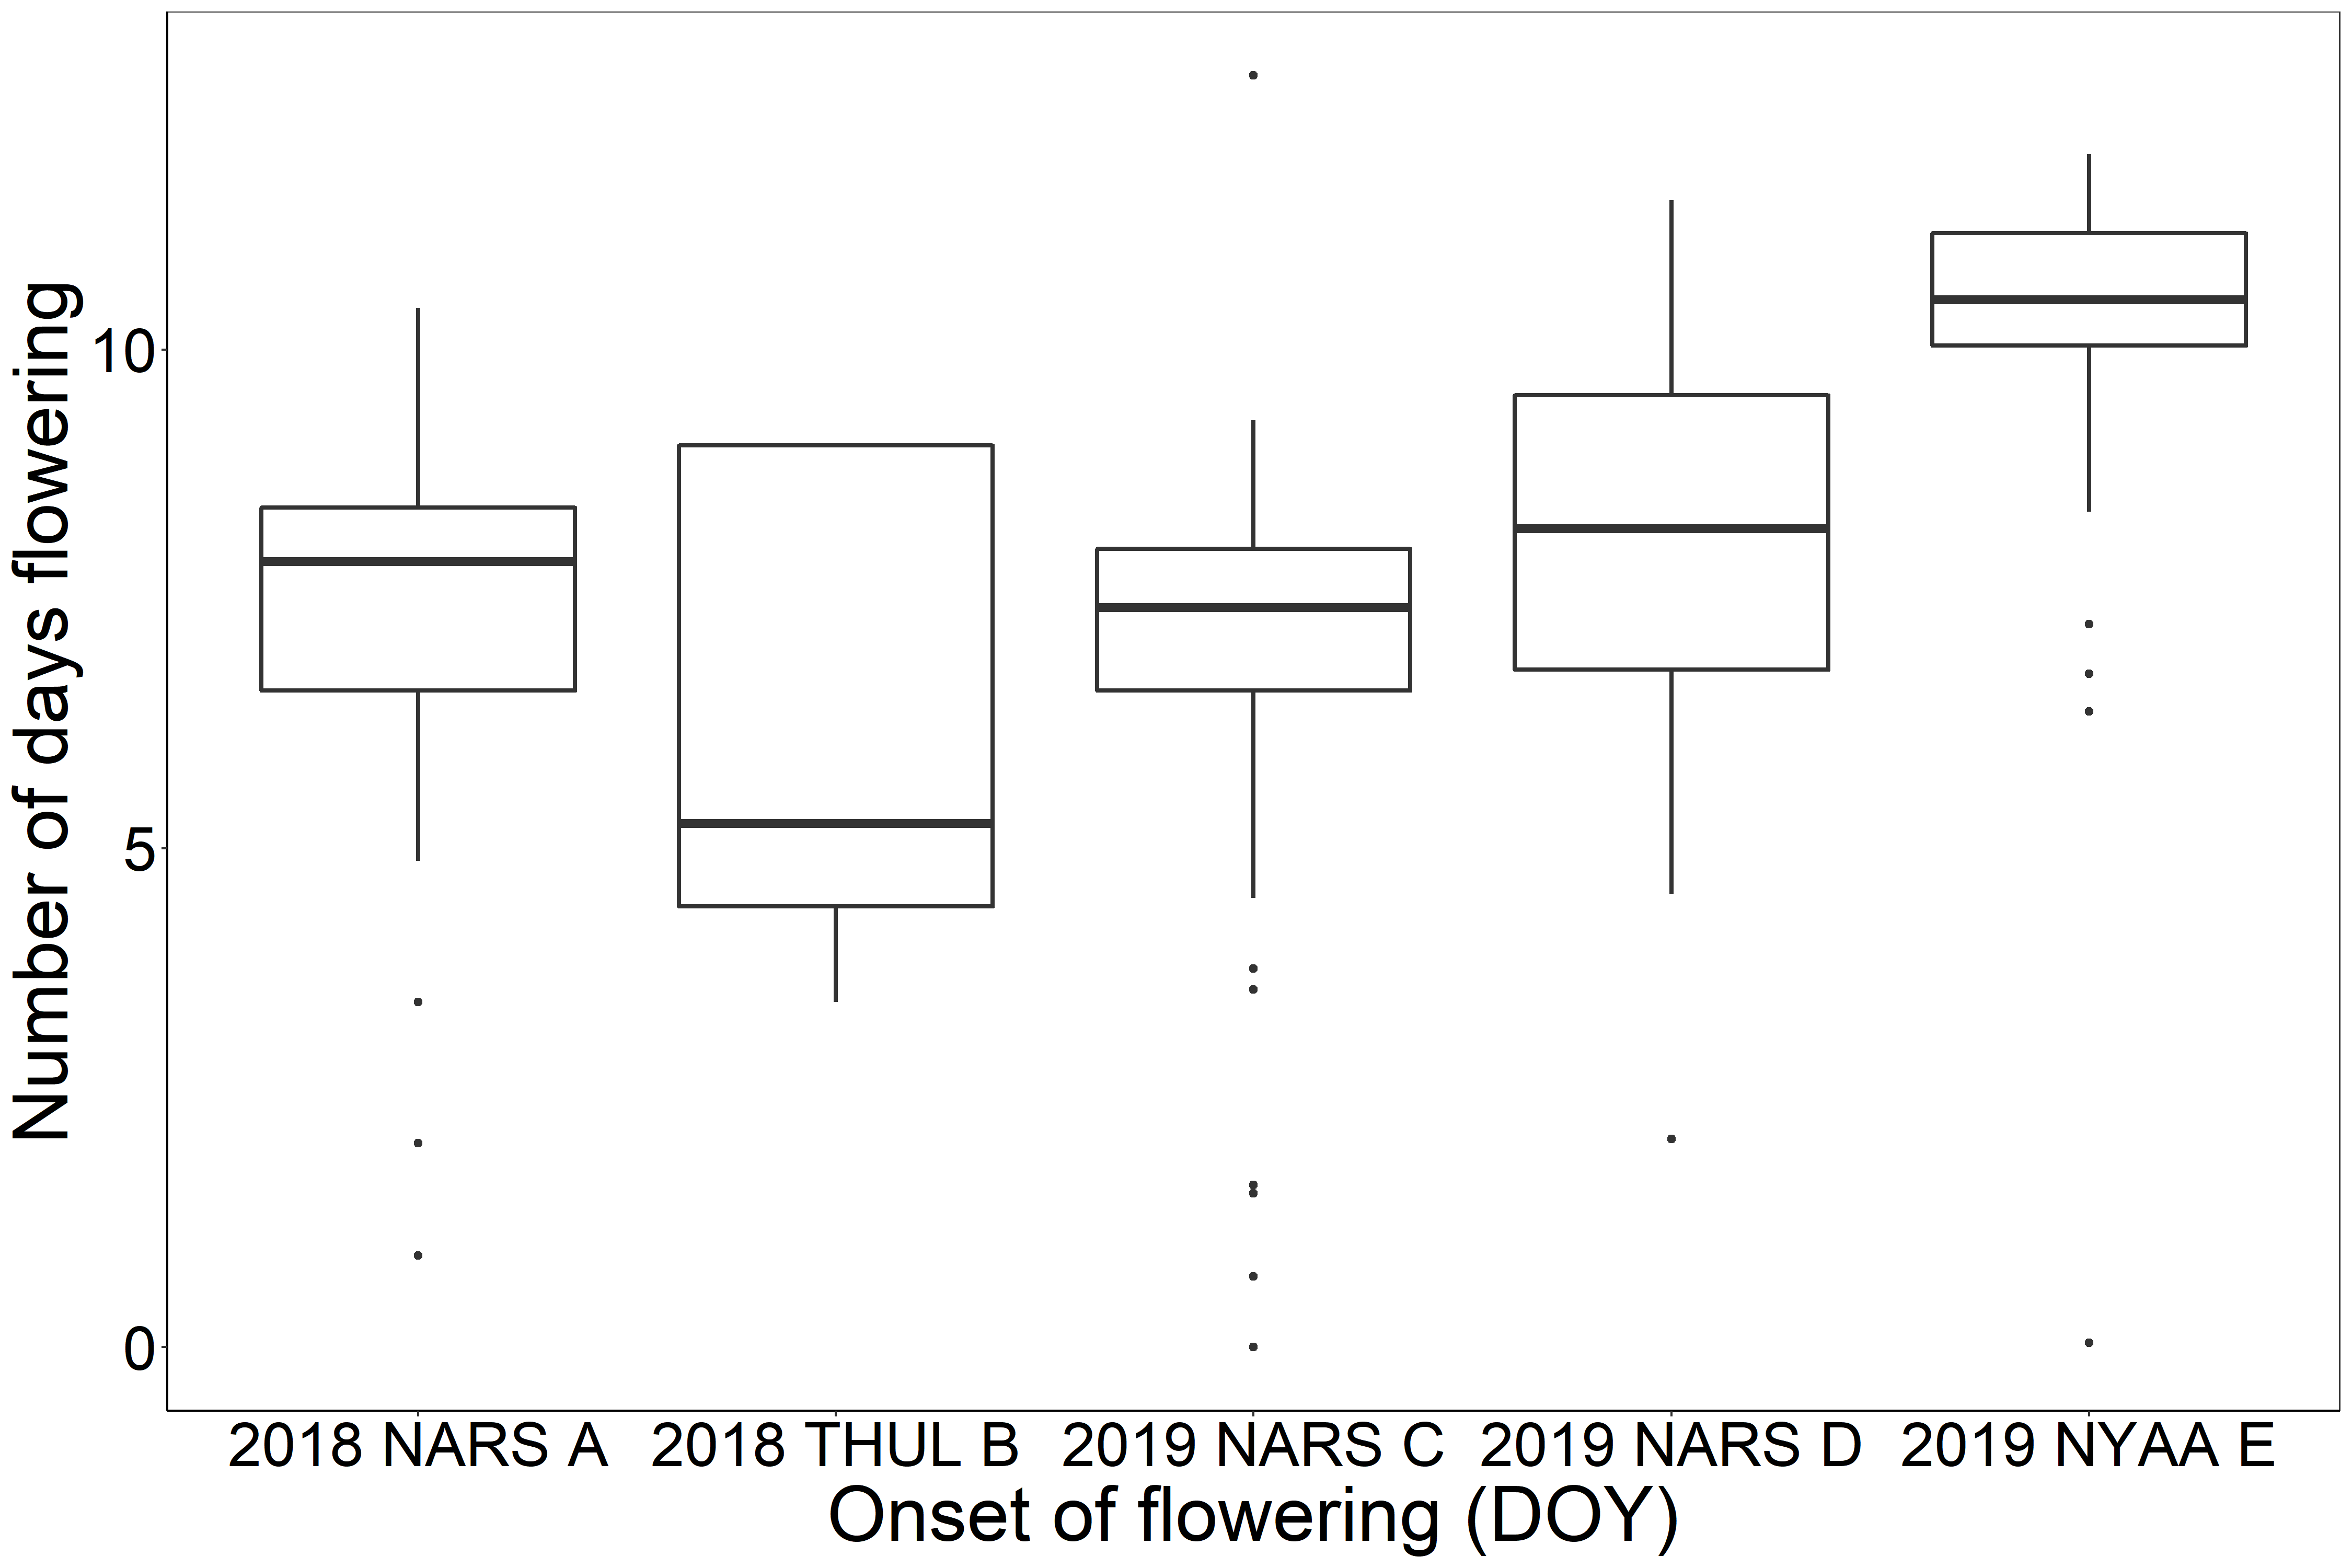 Number of days flowering
10
5
0
2018 NARS A
2018 THUL B
2019 NARS C
2019 NARS D
2019 NYAA E
Onset of flowering (DOY)